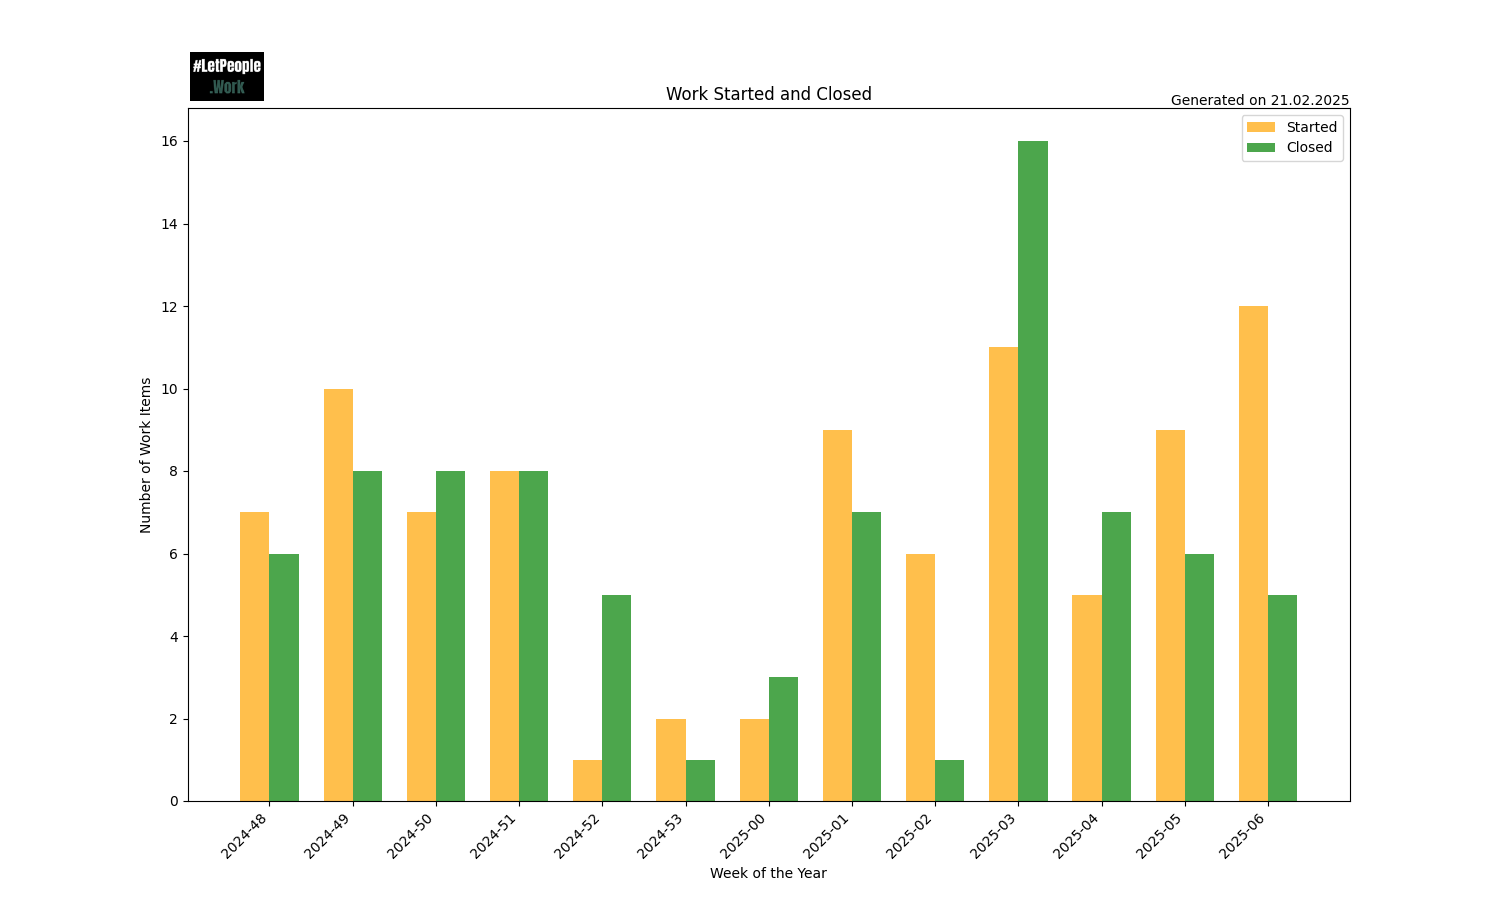 #LetPeople
.Work
Work Started and Closed
Generated on 21.02.2025
Started
Closed
16
14
12
10
8
6
4
2
0
Number of Work Items
2024-48
2024-49
2024-50
2024-51
2024-52
2024-53
2025-00
2025-01
2025-02
2025-03
2025-04
2025-05
2025-06
Week of the Year